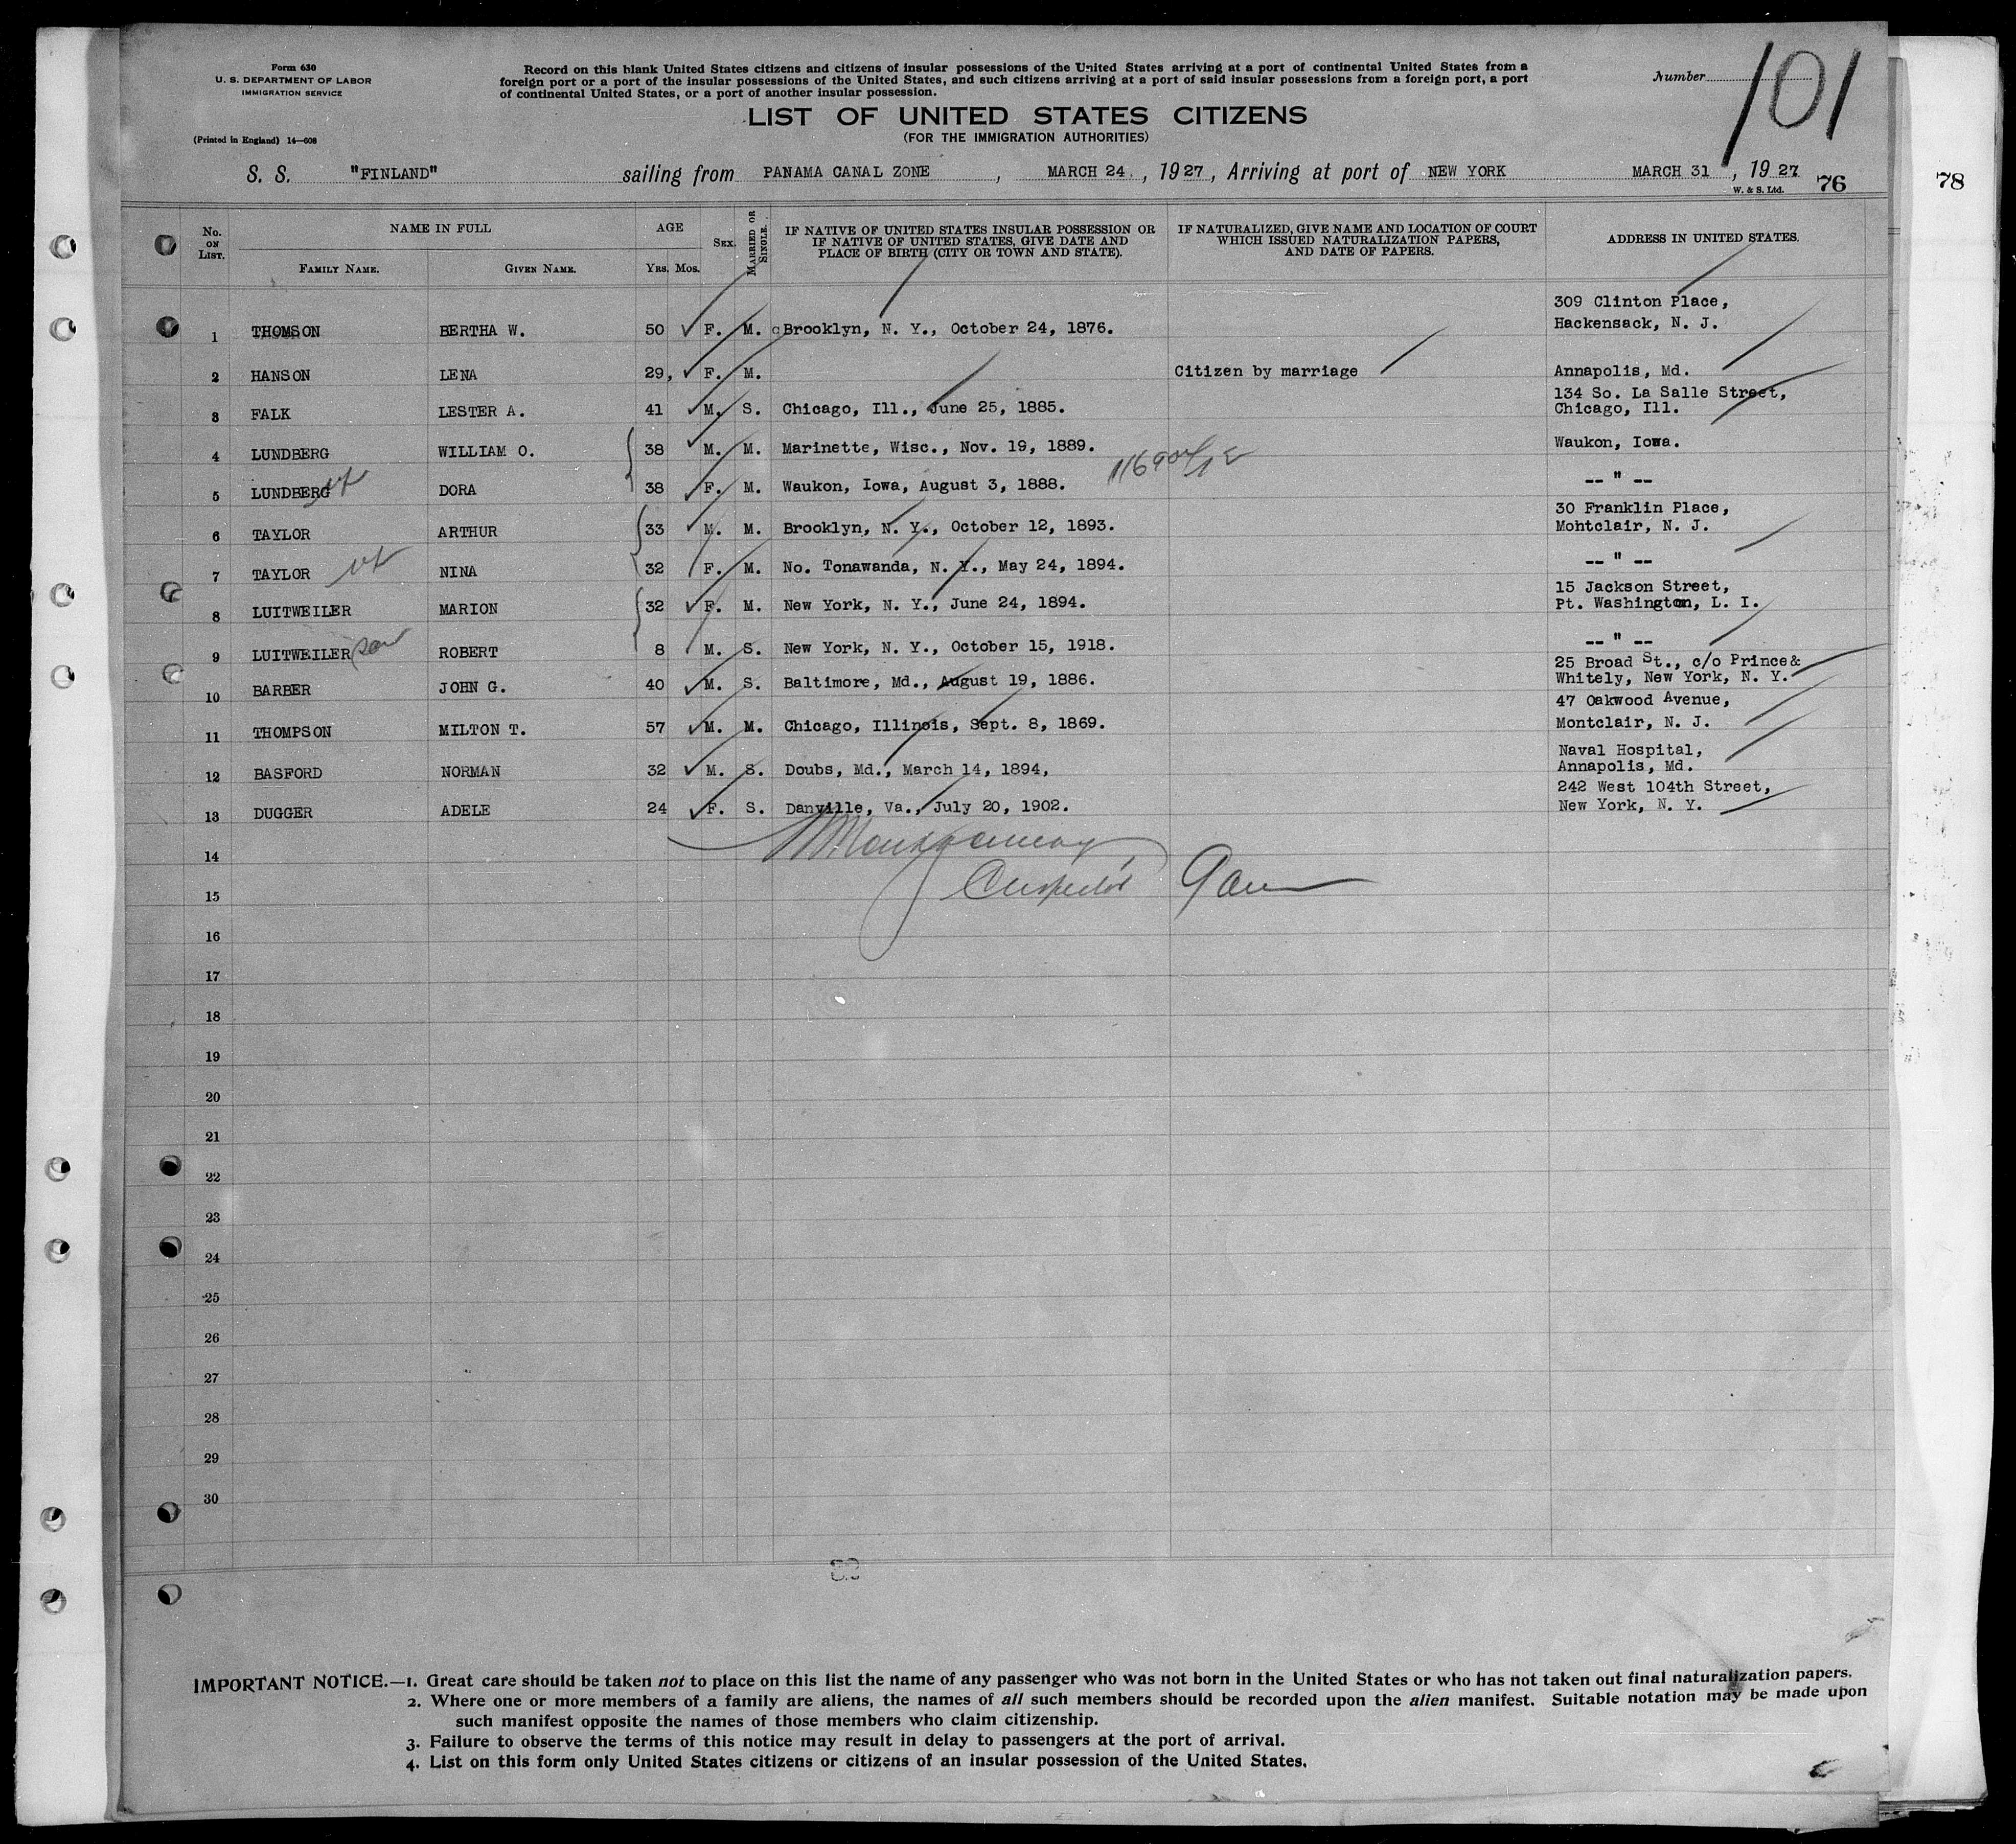 Form 630
U. S. DEPARTMENT OF LABOR
IMMIGRATION SERVICE
(Printed in England) 14—608
Record on this blank United States citizens and citizens of insular possessions of the United States arriving at a port of continental United States from a
foreign port or a port of the insular possessions of the United States, and such citizens arriving at a port of said insular possessions from a foreign port, a port
of continental United States, or a port of another insular possession.
Number 101
LIST OF UNITED STATES CITIZENS
(FOR THE IMMIGRATION AUTHORITIES)
S. S. "FINLAND" sailing from PANAMA CANAL ZONE, MARCH 24, 1927, Arriving at port of NEW YORK MARCH 31, 1927
W. & S. Ltd. 76
78
No. ON LIST. NAME IN FULL FAMILY NAME. GIVEN NAME. AGE YRS. MOS. SEX. MARRIED OR SINGLE. IF NATIVE OF UNITED STATES INSULAR POSSESSION OR IF NATIVE OF UNITED STATES, GIVE DATE AND PLACE OF BIRTH (CITY OR TOWN AND STATE). IF NATURALIZED, GIVE NAME AND LOCATION OF COURT WHICH ISSUED NATURALIZATION PAPERS, AND DATE OF PAPERS. ADDRESS IN UNITED STATES.
1 THOMSON BERTHA W. 50 F. M. Brooklyn, N. Y., October 24, 1876. 309 Clinton Place, Hackensack, N. J.
2 HANSON LENA 29, F. M. Citizen by marriage Annapolis, Md.
3 FALK LESTER A. 41 M. S. Chicago, Ill., June 25, 1885. 134 So. La Salle Street, Chicago, Ill.
4 LUNDBERG WILLIAM O. 38 M. M. Marinette, Wisc., Nov. 19, 1889. Waukon, Iowa.
5 LUNDBERG wf DORA 38 F. M. Waukon, Iowa, August 3, 1888. -- " --
6 TAYLOR ARTHUR 33 M. M. Brooklyn, N. Y., October 12, 1893. 30 Franklin Place, Montclair, N. J.
7 TAYLOR wf NINA 32 F. M. No. Tonawanda, N. Y., May 24, 1894. -- " --
8 LUITWEILER MARION 32 F. M. New York, N. Y., June 24, 1894. 15 Jackson Street, Pt. Washington, L. I.
9 LUITWEILER son ROBERT 8 M. S. New York, N. Y., October 15, 1918. -- " --
10 BARBER JOHN G. 40 M. S. Baltimore, Md., August 19, 1886. 25 Broad St., c/o Prince& Whitely, New York, N. Y.
11 THOMPSON MILTON T. 57 M. M. Chicago, Illinois, Sept. 8, 1869. 47 Oakwood Avenue, Montclair, N. J.
12 BASFORD NORMAN 32 M. S. Doubs, Md., March 14, 1894, Naval Hospital, Annapolis, Md.
13 DUGGER ADELE 24 F. S. Danville, Va., July 20, 1902. 242 West 104th Street, New York, N. Y.
14 Montgomery
15 Inspector
16
17
18
19
20
21
22
23
24
25
26
27
28
29
30
IMPORTANT NOTICE.—1. Great care should be taken not to place on this list the name of any passenger who was not born in the United States or who has not taken out final naturalization papers.
2. Where one or more members of a family are aliens, the names of all such members should be recorded upon the alien manifest. Suitable notation may be made upon
such manifest opposite the names of those members who claim citizenship.
3. Failure to observe the terms of this notice may result in delay to passengers at the port of arrival.
4. List on this form only United States citizens or citizens of an insular possession of the United States.